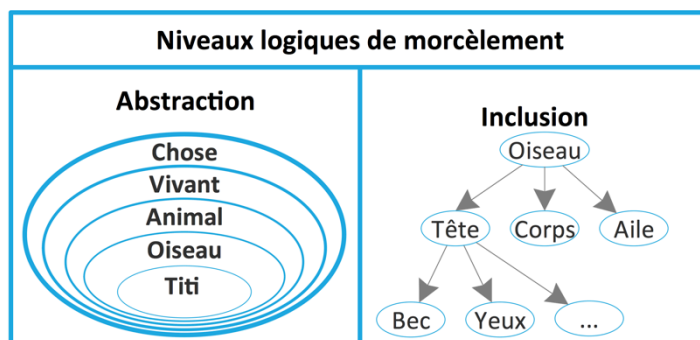 Niveaux logiques de morcèlement
Abstraction
Chose
Vivant
Animal
Oiseau
Titi
Inclusion
Oiseau
Tête Corps Aile
Bec Yeux ...